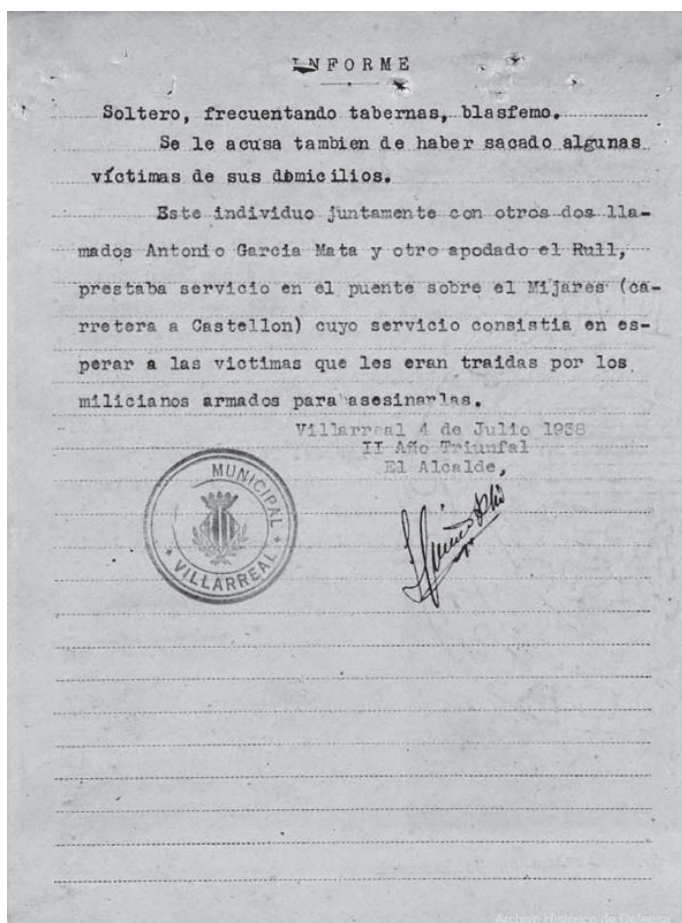 INFORME
Soltero, frecuentando tabernas, blasfemo.
Se le acusa tambien de haber sacado algunas
víctimas de sus domicilios.
Este individuo juntamente con otros dos lla-
mados Antonio Garcia Mata y otro apodado el Rull,
prestaba servicio en el puente sobre el Mijares (ca-
rretera a Castellon) cuyo servicio consistia en es-
perar a las victimas que les eran traidas por los
milicianos armados para asesinarlas.
Villarreal 4 de Julio 1938
II Año Triunfal
El Alcalde,
MUNICIPAL
VILLARREAL
Archivo Histórico de Defensa